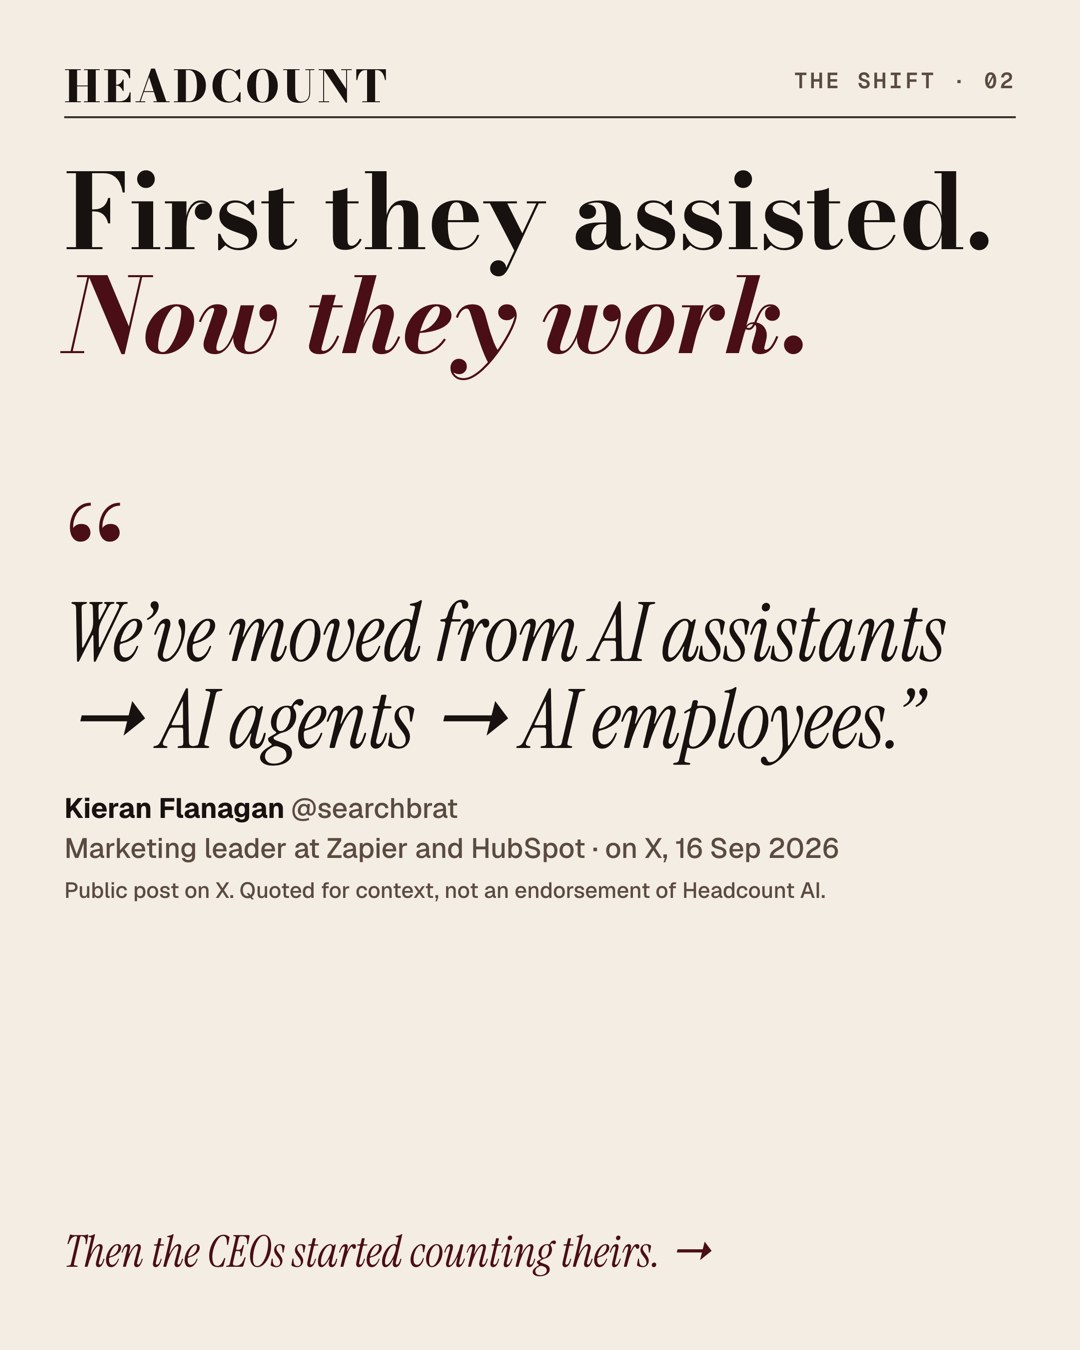 HEADCOUNT
THE SHIFT · 02
First they assisted.
Now they work.
“
We’ve moved from AI assistants
→ AI agents → AI employees.”
Kieran Flanagan @searchbrat
Marketing leader at Zapier and HubSpot · on X, 16 Sep 2026
Public post on X. Quoted for context, not an endorsement of Headcount AI.
Then the CEOs started counting theirs. →